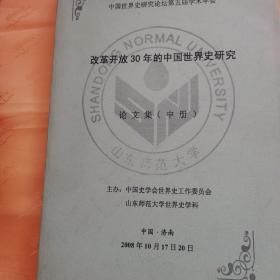 中国世界史研究论坛第五届学术年会
改革开放30年的中国世界史研究
SHANDONG NORMAL UNIVERSITY
论文集（中册）
山东师范大学
主办：中国史学会世界史工作委员会
山东师范大学世界史学科
中国·济南
2008年10月17日20日